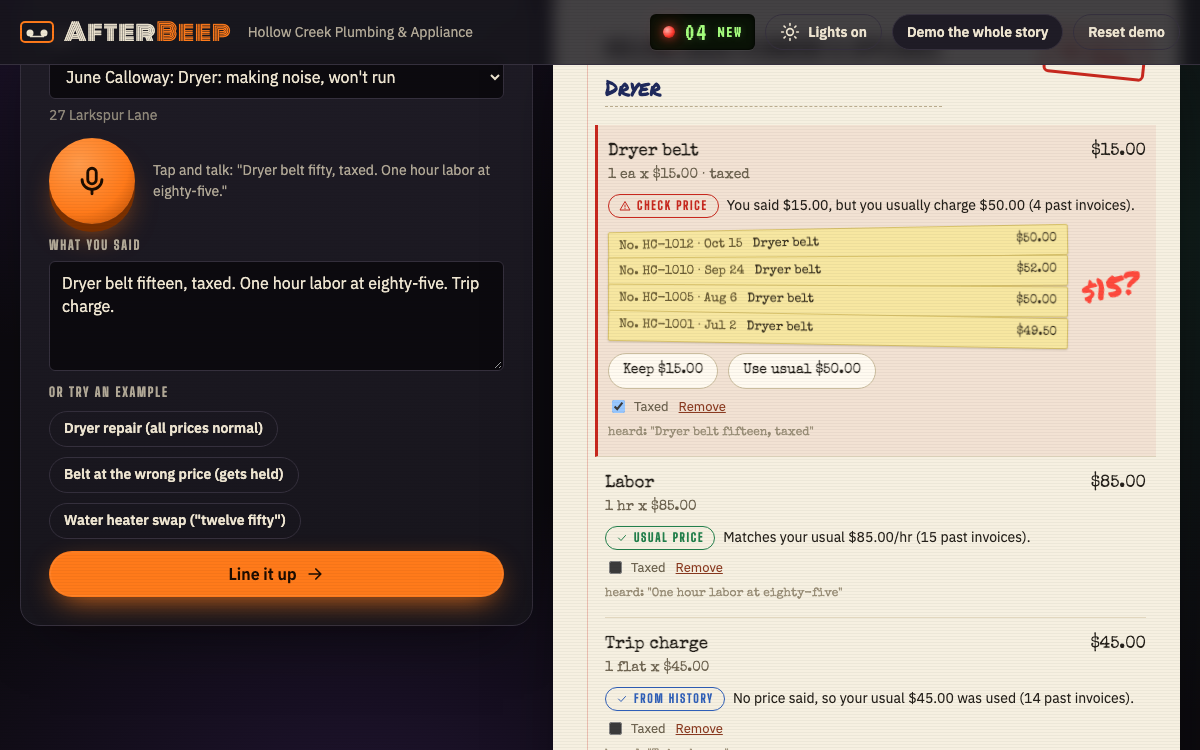 AFTERBEEP
Hollow Creek Plumbing & Appliance
04 NEW
Lights on
Demo the whole story
Reset demo
June Calloway: Dryer: making noise, won't run
27 Larkspur Lane
Tap and talk: "Dryer belt fifty, taxed. One hour labor at
eighty-five."
WHAT YOU SAID
Dryer belt fifteen, taxed. One hour labor at eighty-five. Trip
charge.
OR TRY AN EXAMPLE
Dryer repair (all prices normal)
Belt at the wrong price (gets held)
Water heater swap ("twelve fifty")
Line it up →
DRYER
Dryer belt $15.00
1 ea x $15.00 · taxed
CHECK PRICE You said $15.00, but you usually charge $50.00 (4 past invoices).
No. HC-1012 · Oct 15 Dryer belt $50.00
No. HC-1010 · Sep 24 Dryer belt $52.00
No. HC-1005 · Aug 6 Dryer belt $50.00
No. HC-1001 · Jul 2 Dryer belt $49.50
$15?
Keep $15.00
Use usual $50.00
Taxed Remove
heard: "Dryer belt fifteen, taxed"
Labor $85.00
1 hr x $85.00
USUAL PRICE Matches your usual $85.00/hr (15 past invoices).
Taxed Remove
heard: "One hour labor at eighty-five"
Trip charge $45.00
1 flat x $45.00
FROM HISTORY No price said, so your usual $45.00 was used (14 past invoices).
Taxed Remove